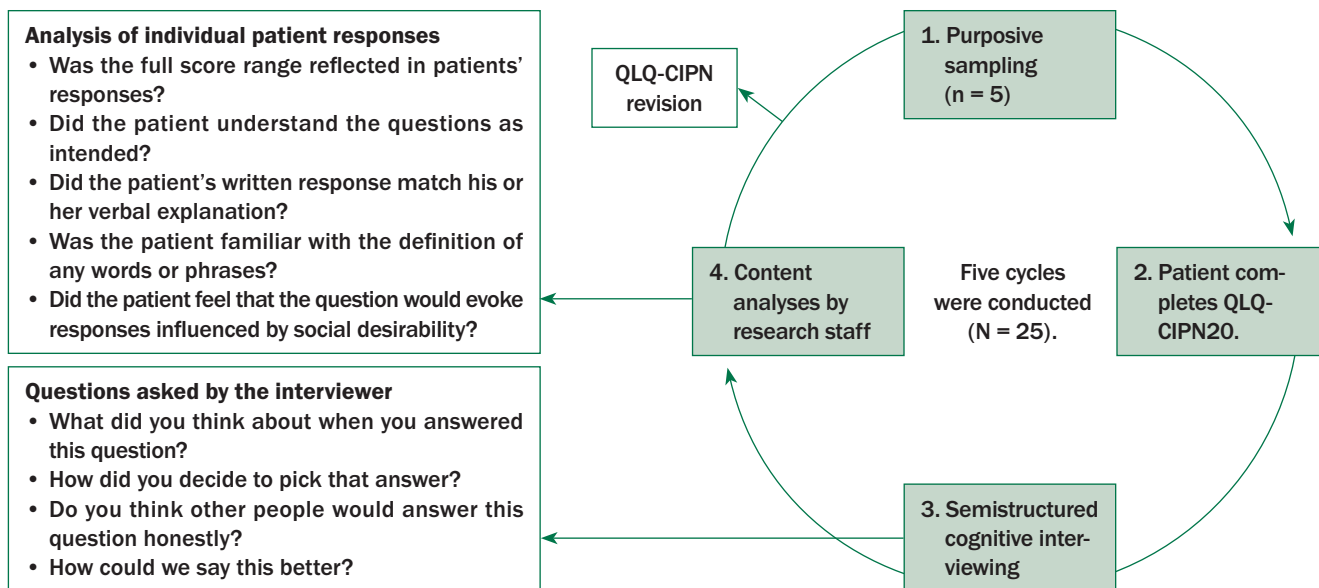 Analysis of individual patient responses
• Was the full score range reflected in patients'
responses?
• Did the patient understand the questions as
intended?
• Did the patient's written response match his or
her verbal explanation?
• Was the patient familiar with the definition of
any words or phrases?
• Did the patient feel that the question would evoke
responses influenced by social desirability?
Questions asked by the interviewer
• What did you think about when you answered
this question?
• How did you decide to pick that answer?
• Do you think other people would answer this
question honestly?
• How could we say this better?
QLQ-CIPN
revision
1. Purposive
sampling
(n = 5)
2. Patient com-
pletes QLQ-
CIPN20.
3. Semistructured
cognitive inter-
viewing
4. Content
analyses by
research staff
Five cycles
were conducted
(N = 25).